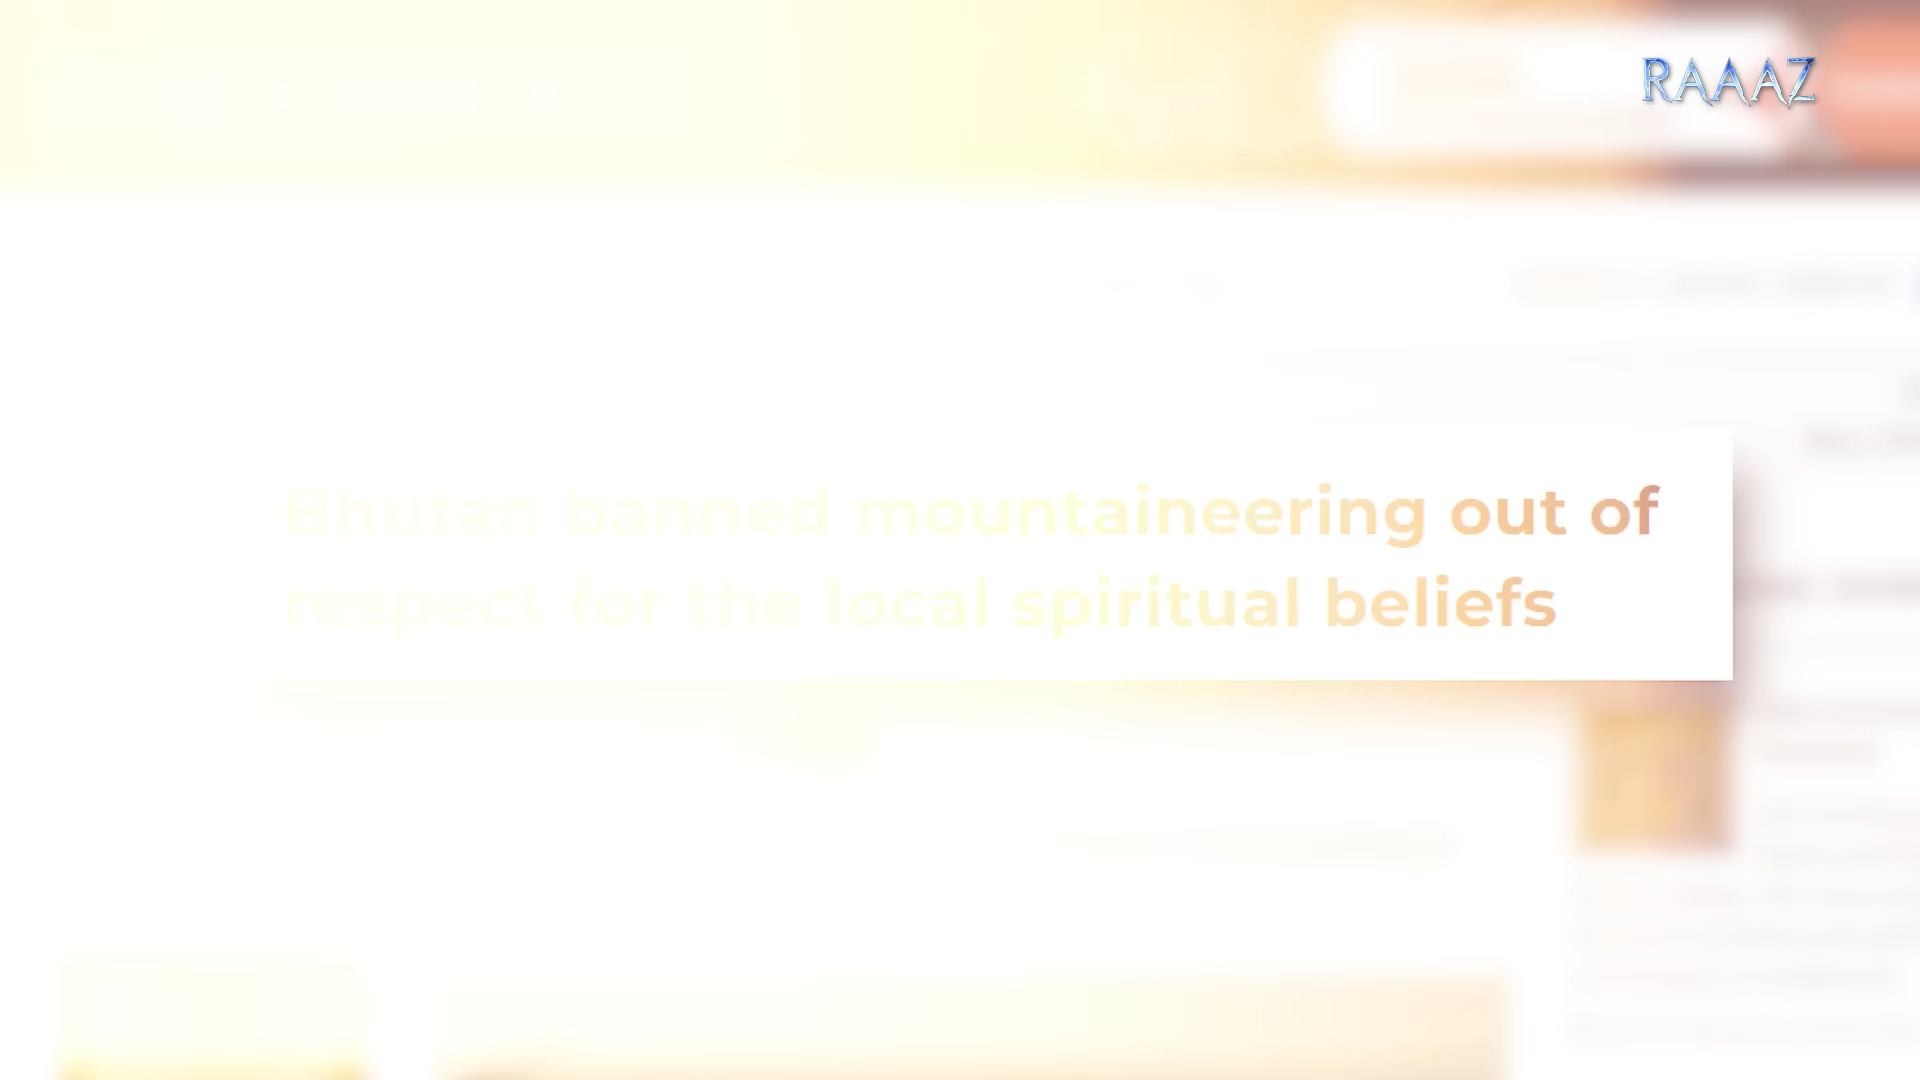 RAAAZ
Bhutan banned mountaineering out of
respect for the local spiritual beliefs